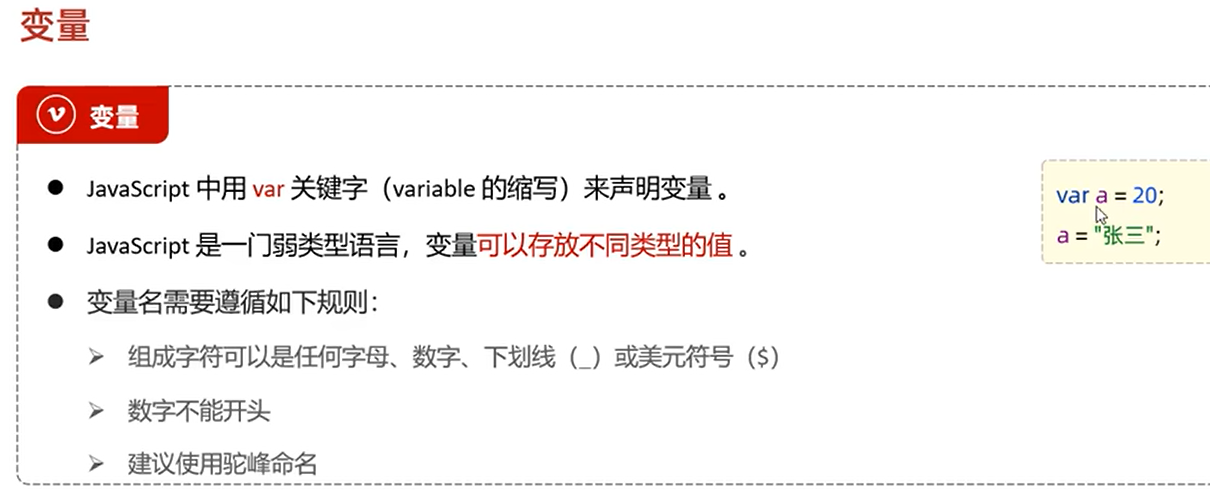 变量
变量
JavaScript 中用 var 关键字（variable 的缩写）来声明变量 。
JavaScript 是一门弱类型语言，变量可以存放不同类型的值 。
变量名需要遵循如下规则：
组成字符可以是任何字母、数字、下划线（_）或美元符号（$）
数字不能开头
建议使用驼峰命名
var a = 20;
a = "张三";